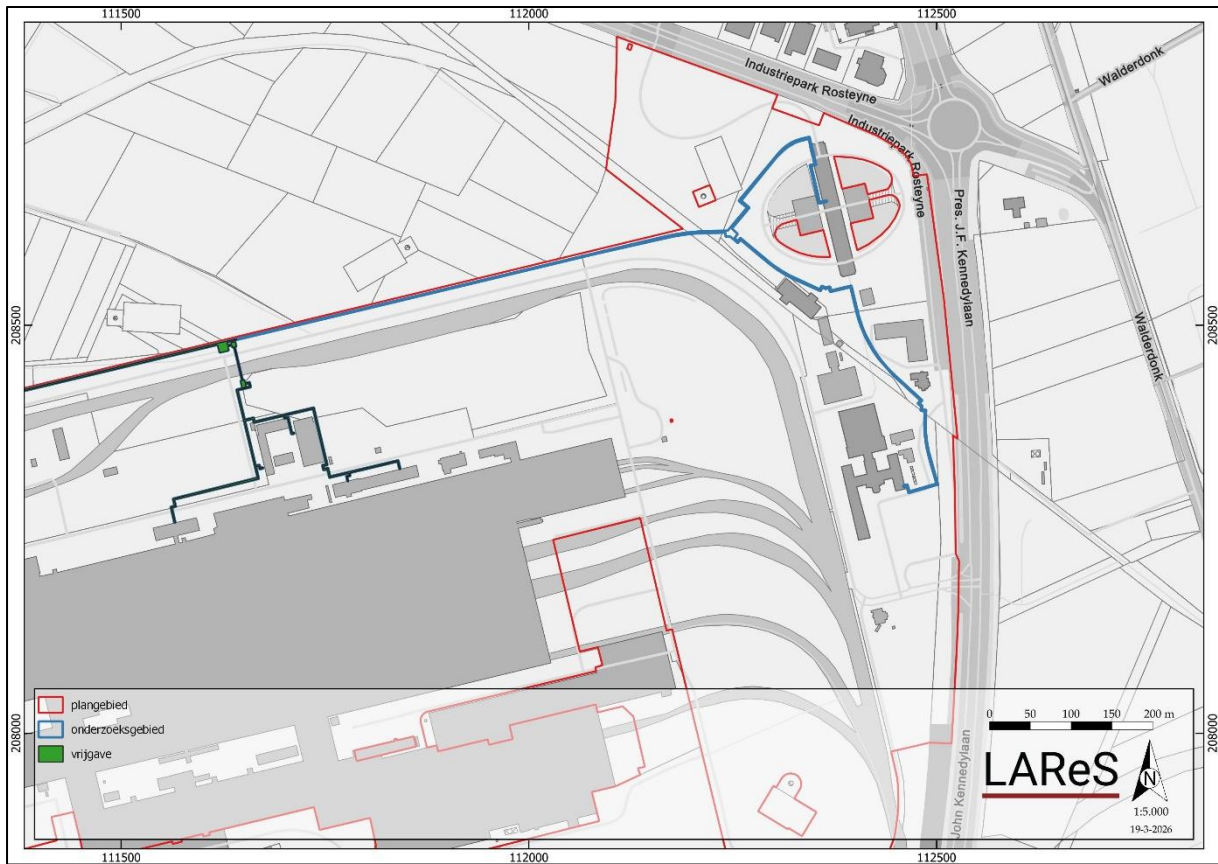 111500
112000
112500
Industriepark Rosteyne
Walderdonk
Industriepark Rosteyne
Pres. J.F. Kennedylaan
208500
208500
Walderdonk
plangebied
onderzoeksgebied
vrijgave
0 50 100 150 200 m
208000
208000
LAReS
N
1:5.000
19-3-2026
John Kennedylaan
111500
112000
112500